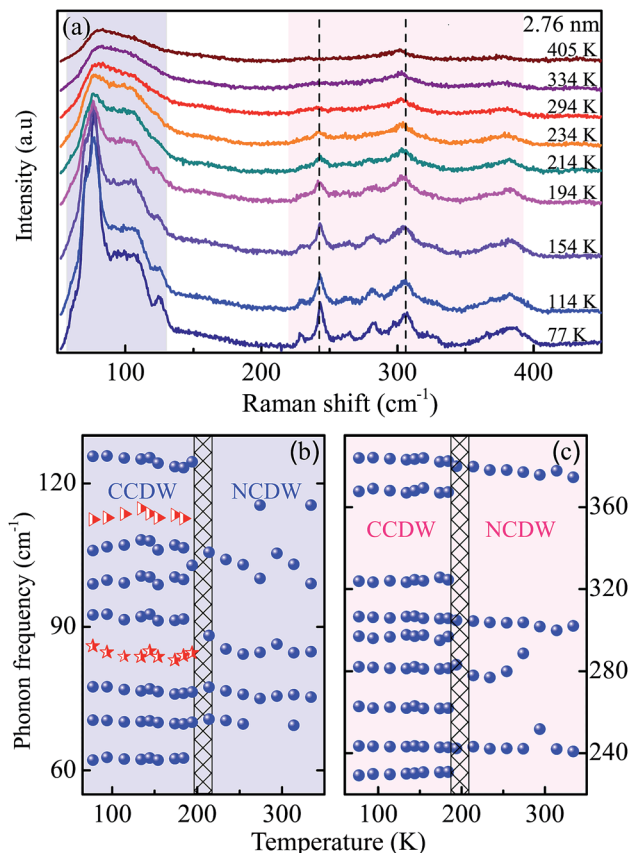 (a)
2.76 nm
405 K
334 K
294 K
234 K
214 K
194 K
154 K
114 K
77 K
Intensity (a.u)
100
200
300
400
Raman shift (cm⁻¹)
(b)
(c)
CCDW
NCDW
CCDW
NCDW
120
90
60
360
320
280
240
Phonon frequency (cm⁻¹)
100
200
300
100
200
300
Temperature (K)